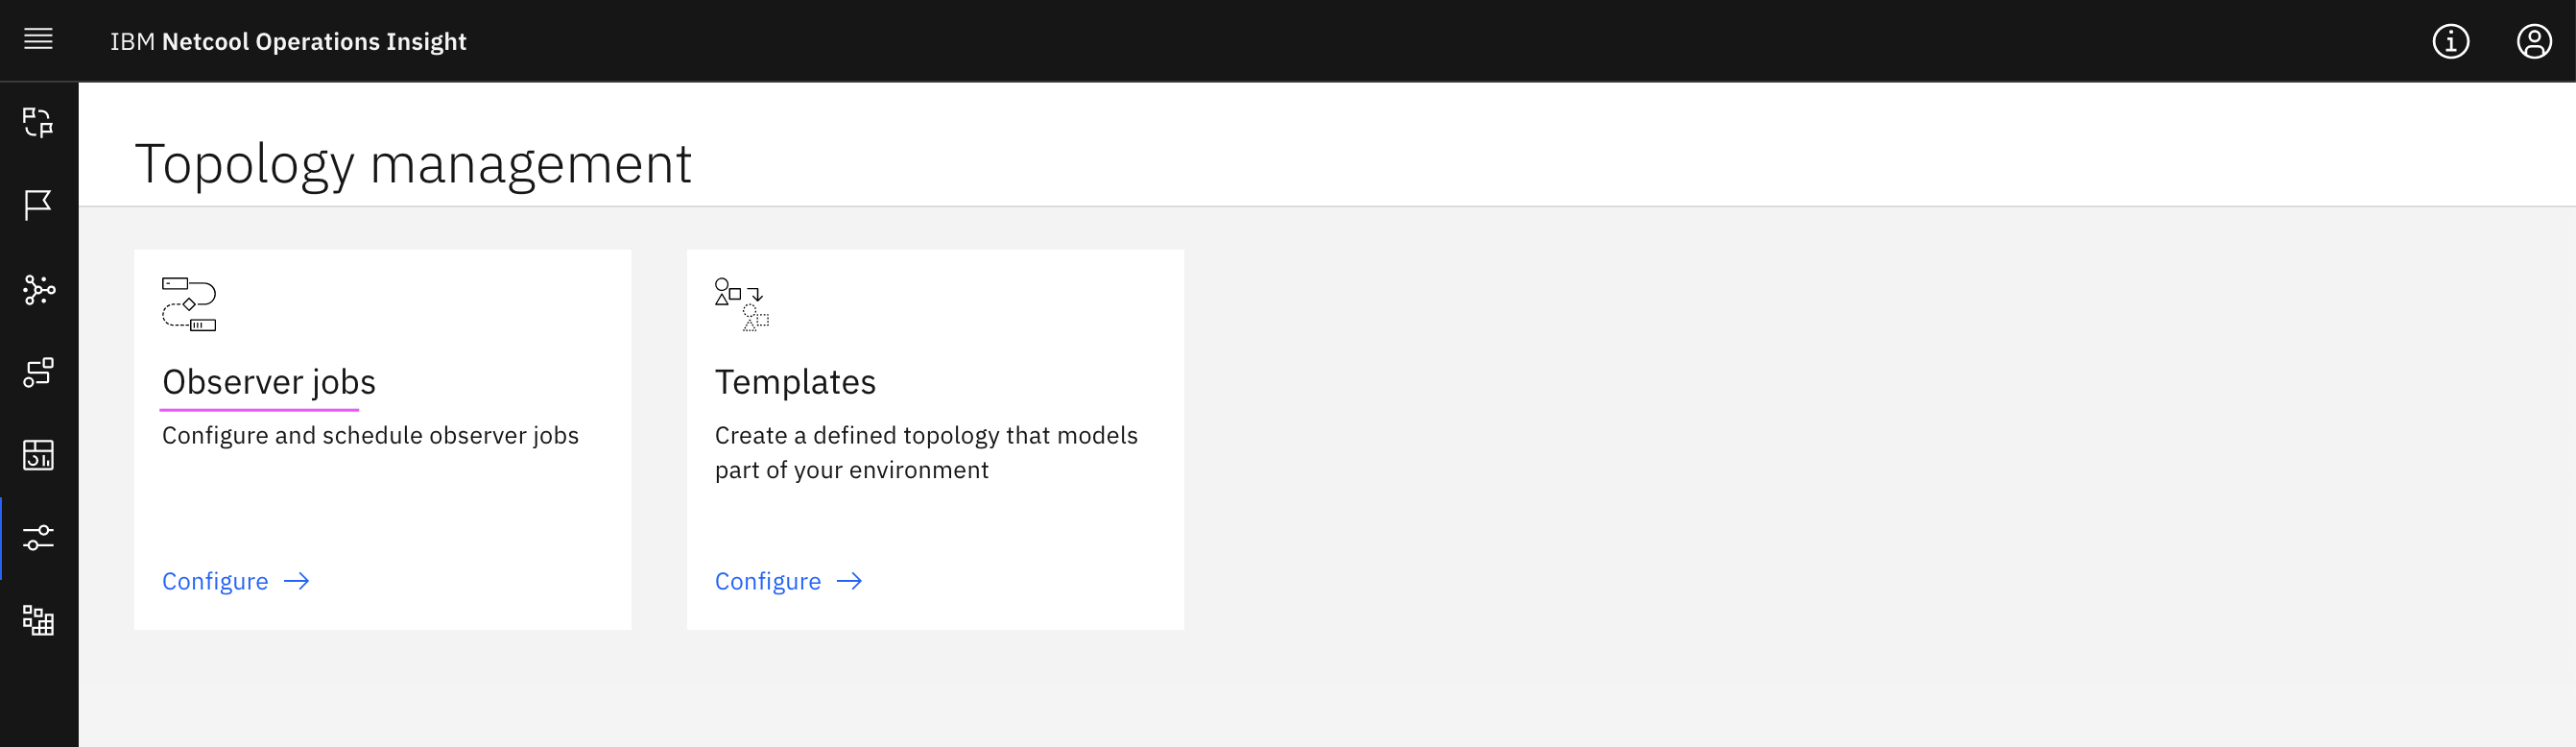 IBM Netcool Operations Insight
Topology management
Observer jobs
Configure and schedule observer jobs
Configure
Templates
Create a defined topology that models
part of your environment
Configure